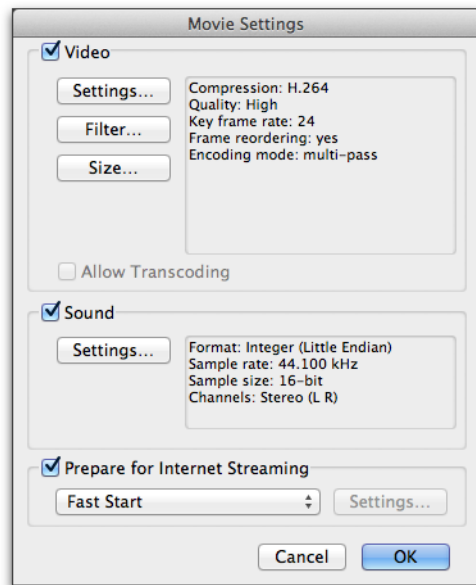 Movie Settings
Video
Settings...
Filter...
Size...
Compression: H.264
Quality: High
Key frame rate: 24
Frame reordering: yes
Encoding mode: multi-pass
Allow Transcoding
Sound
Settings...
Format: Integer (Little Endian)
Sample rate: 44.100 kHz
Sample size: 16-bit
Channels: Stereo (L R)
Prepare for Internet Streaming
Fast Start
Settings...
Cancel
OK